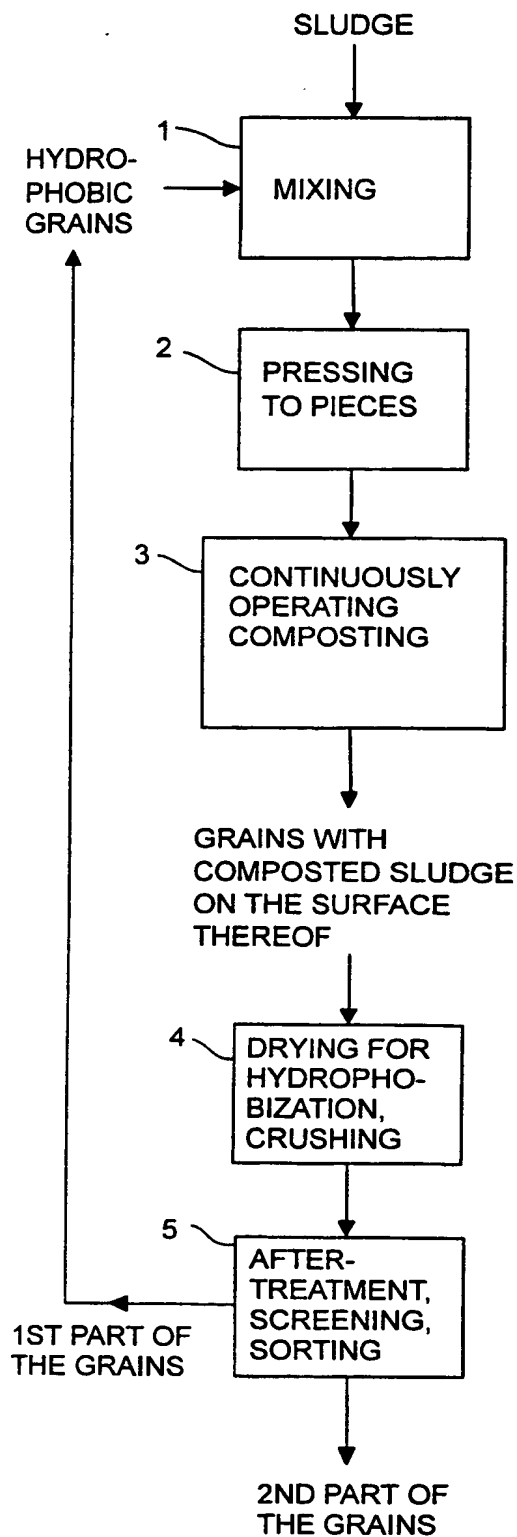 SLUDGE
1
HYDRO-
PHOBIC
GRAINS
MIXING
2
PRESSING
TO PIECES
3
CONTINUOUSLY
OPERATING
COMPOSTING
GRAINS WITH
COMPOSTED SLUDGE
ON THE SURFACE
THEREOF
4
DRYING FOR
HYDROPHO-
BIZATION,
CRUSHING
5
AFTER-
TREATMENT,
SCREENING,
SORTING
1ST PART OF
THE GRAINS
2ND PART OF
THE GRAINS